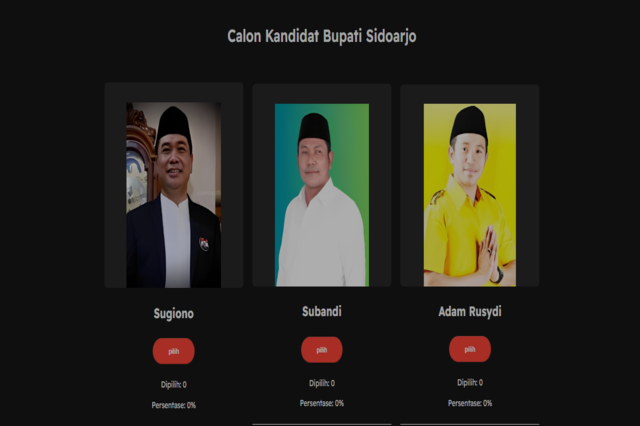 Calon Kandidat Bupati Sidoarjo
Sugiono
Subandi
Adam Rusydi
pilih
pilih
pilih
Dipilih: 0
Dipilih: 0
Dipilih: 0
Persentase: 0%
Persentase: 0%
Persentase: 0%